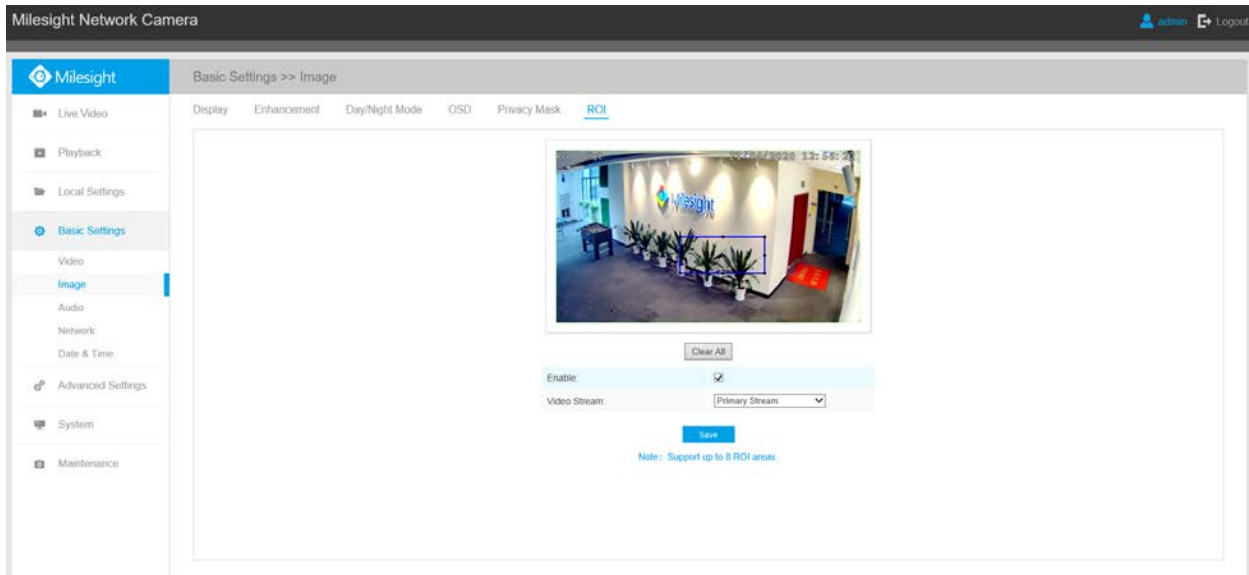 Milesight Network Camera
admin Logout
Milesight
Basic Settings >> Image
Live Video
Playback
Local Settings
Basic Settings
Video
Image
Audio
Network
Date & Time
Advanced Settings
System
Maintenance
Display Enhancement Day/Night Mode OSD Privacy Mask ROI
Milesight
Clear All
Enable:
Video Stream: Primary Stream
Save
Note: Support up to 8 ROI areas.